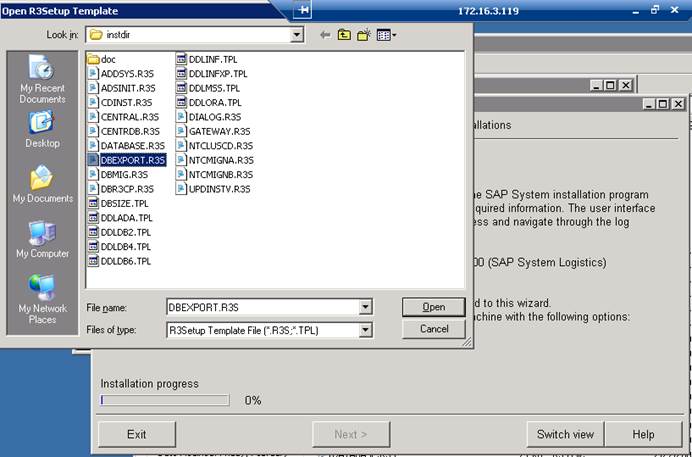 Open R3Setup Template
172.16.3.119
Look in:
instdir
My Recent
Documents
Desktop
My Documents
My Computer
My Network
Places
doc
ADDSYS.R3S
ADSINIT.R3S
CDINST.R3S
CENTRAL.R3S
CENTRDB.R3S
DATABASE.R3S
DBEXPORT.R3S
DBMIG.R3S
DBR3CP.R3S
DBSIZE.TPL
DDLADA.TPL
DDLDB2.TPL
DDLDB4.TPL
DDLDB6.TPL
DDLINF.TPL
DDLINFXP.TPL
DDLMSS.TPL
DDLORA.TPL
DIALOG.R3S
GATEWAY.R3S
NTCLUSCD.R3S
NTCMIGNA.R3S
NTCMIGNB.R3S
UPDINSTV.R3S
File name:
DBEXPORT.R3S
Open
Files of type:
R3Setup Template File (*.R3S;*.TPL)
Cancel
allations
he SAP System installation program
quired information. The user interface
ess and navigate through the log
00 (SAP System Logistics)
d to this wizard.
achine with the following options:
Installation progress
0%
Exit
Next >
Switch view
Help